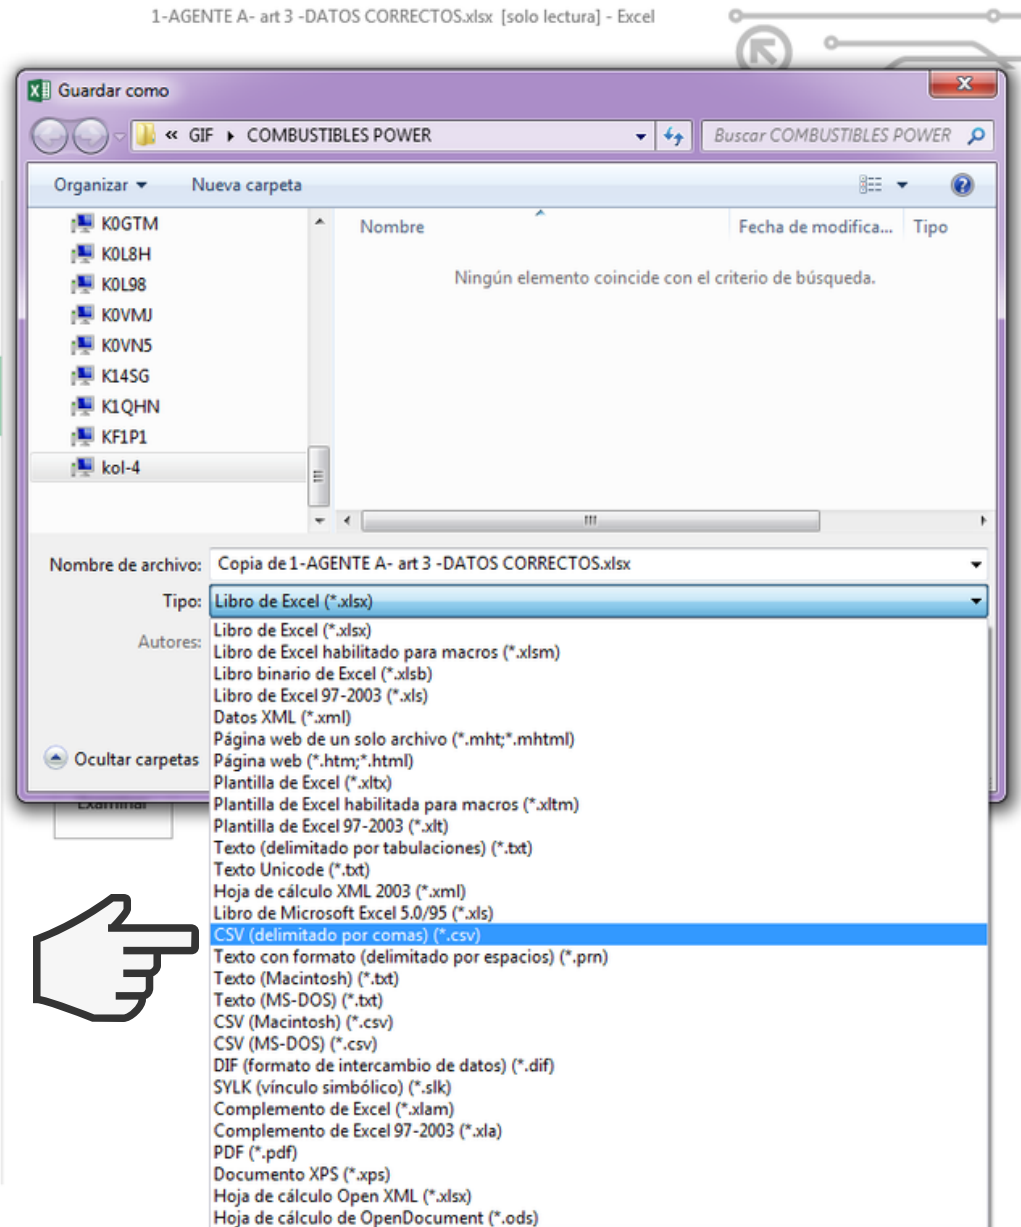 1-AGENTE A- art 3 -DATOS CORRECTOS.xlsx [solo lectura] - Excel
Guardar como
« GIF COMBUSTIBLES POWER
Buscar COMBUSTIBLES POWER
Organizar
Nueva carpeta
Nombre
Fecha de modifica...
Tipo
Ningún elemento coincide con el criterio de búsqueda.
K0GTM
K0L8H
K0L98
K0VMJ
K0VN5
K14SG
K1QHN
KF1P1
kol-4
Nombre de archivo: Copia de 1-AGENTE A- art 3 -DATOS CORRECTOS.xlsx
Tipo: Libro de Excel (*.xlsx)
Autores:
Ocultar carpetas
Examinar
Libro de Excel (*.xlsx)
Libro de Excel habilitado para macros (*.xlsm)
Libro binario de Excel (*.xlsb)
Libro de Excel 97-2003 (*.xls)
Datos XML (*.xml)
Página web de un solo archivo (*.mht;*.mhtml)
Página web (*.htm;*.html)
Plantilla de Excel (*.xltx)
Plantilla de Excel habilitada para macros (*.xltm)
Plantilla de Excel 97-2003 (*.xlt)
Texto (delimitado por tabulaciones) (*.txt)
Texto Unicode (*.txt)
Hoja de cálculo XML 2003 (*.xml)
Libro de Microsoft Excel 5.0/95 (*.xls)
CSV (delimitado por comas) (*.csv)
Texto con formato (delimitado por espacios) (*.prn)
Texto (Macintosh) (*.txt)
Texto (MS-DOS) (*.txt)
CSV (Macintosh) (*.csv)
CSV (MS-DOS) (*.csv)
DIF (formato de intercambio de datos) (*.dif)
SYLK (vínculo simbólico) (*.slk)
Complemento de Excel (*.xlam)
Complemento de Excel 97-2003 (*.xla)
PDF (*.pdf)
Documento XPS (*.xps)
Hoja de cálculo Open XML (*.xlsx)
Hoja de cálculo de OpenDocument (*.ods)